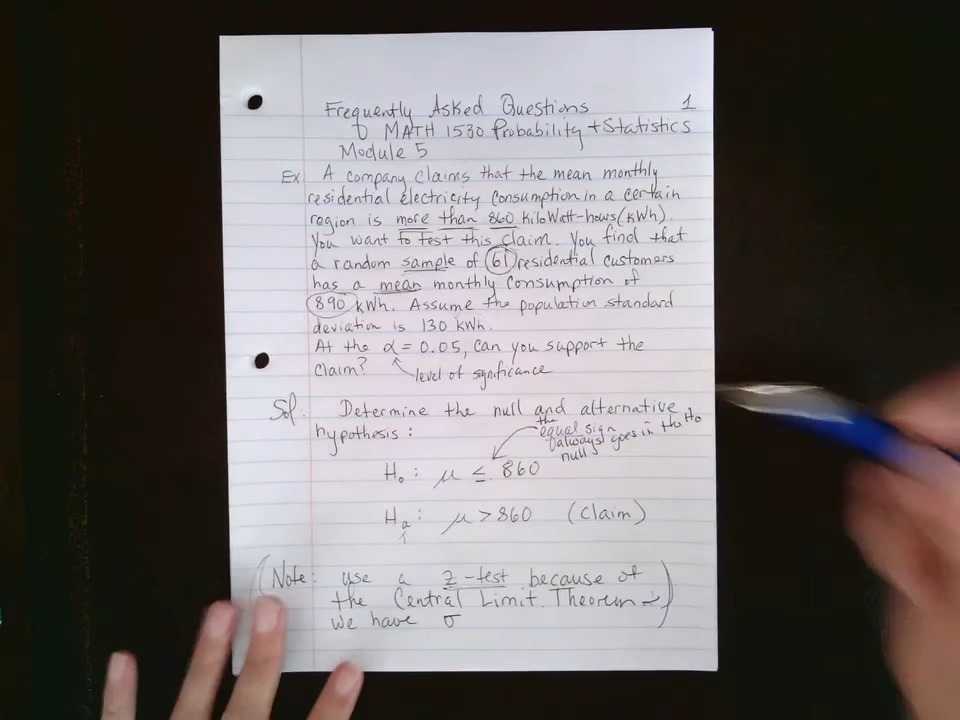 Frequently Asked Questions 1
to MATH 1530 Probability + Statistics
Module 5
Ex: A company claims that the mean monthly
residential electricity consumption in a certain
region is more than 860 kiloWatt-hours (kWh).
You want to test this claim. You find that
a random sample of 61 residential customers
has a mean monthly consumption of
890 kWh. Assume the population standard
deviation is 130 kWh.
At the α = 0.05, can you support the
claim? level of significance
Sol: Determine the null and alternative
hypothesis:
the
equal sign
always goes in the H₀
null
H₀: μ ≤ 860
Hₐ: μ > 860 (claim)
(Note: use a z-test because of
the Central Limit Theorem &
we have σ)